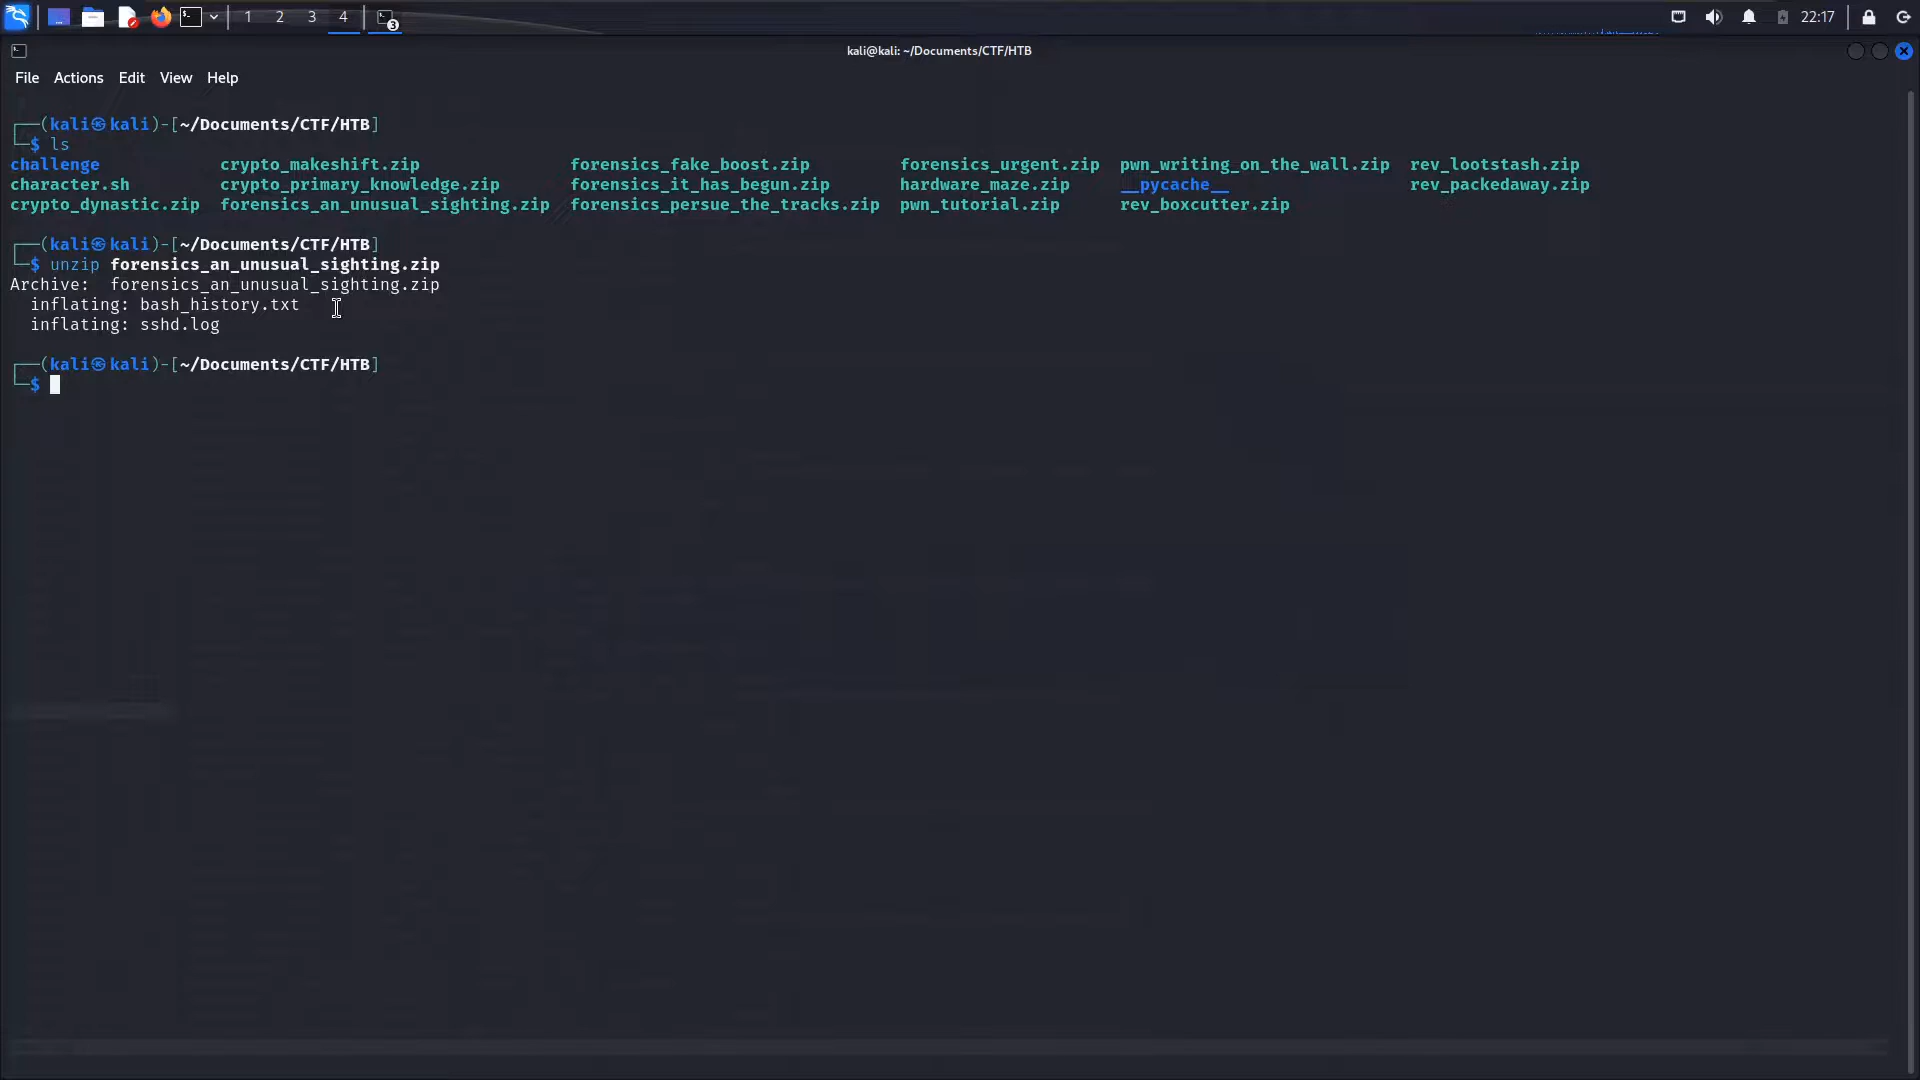 1 2 3 4 3 22:17
kali@kali: ~/Documents/CTF/HTB
File Actions Edit View Help
┌──(kali㉿kali)-[~/Documents/CTF/HTB]
└─$ ls
challenge crypto_makeshift.zip forensics_fake_boost.zip forensics_urgent.zip pwn_writing_on_the_wall.zip rev_lootstash.zip
character.sh crypto_primary_knowledge.zip forensics_it_has_begun.zip hardware_maze.zip __pycache__ rev_packedaway.zip
crypto_dynastic.zip forensics_an_unusual_sighting.zip forensics_persue_the_tracks.zip pwn_tutorial.zip rev_boxcutter.zip
┌──(kali㉿kali)-[~/Documents/CTF/HTB]
└─$ unzip forensics_an_unusual_sighting.zip
Archive:  forensics_an_unusual_sighting.zip
  inflating: bash_history.txt
  inflating: sshd.log
┌──(kali㉿kali)-[~/Documents/CTF/HTB]
└─$